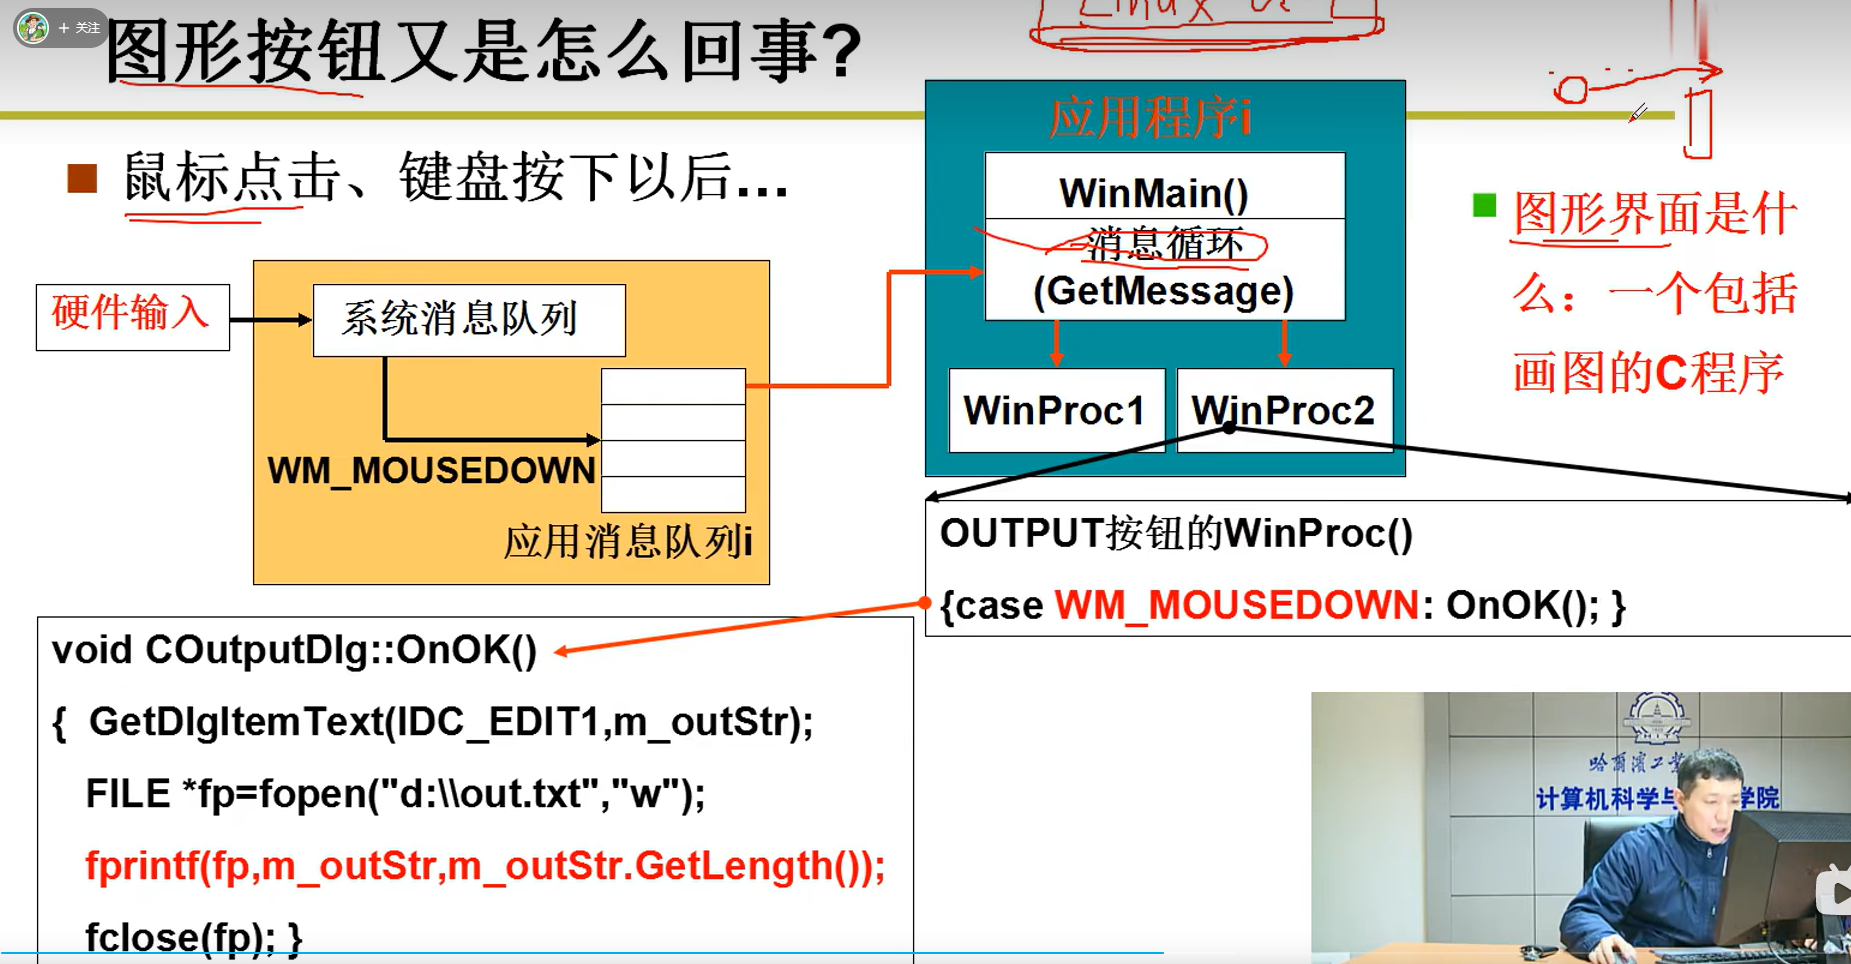 + 关注
图形按钮又是怎么回事?
鼠标点击、键盘按下以后...
硬件输入
系统消息队列
WM_MOUSEDOWN
应用消息队列i
应用程序i
WinMain()
消息循环
(GetMessage)
WinProc1
WinProc2
图形界面是什
么：一个包括
画图的C程序
OUTPUT按钮的WinProc()
{case WM_MOUSEDOWN: OnOK(); }
void COutputDlg::OnOK()
{ GetDlgItemText(IDC_EDIT1,m_outStr);
FILE *fp=fopen("d:\\out.txt","w");
fprintf(fp,m_outStr,m_outStr.GetLength());
fclose(fp); }
哈尔滨工业
计算机科学与
学院